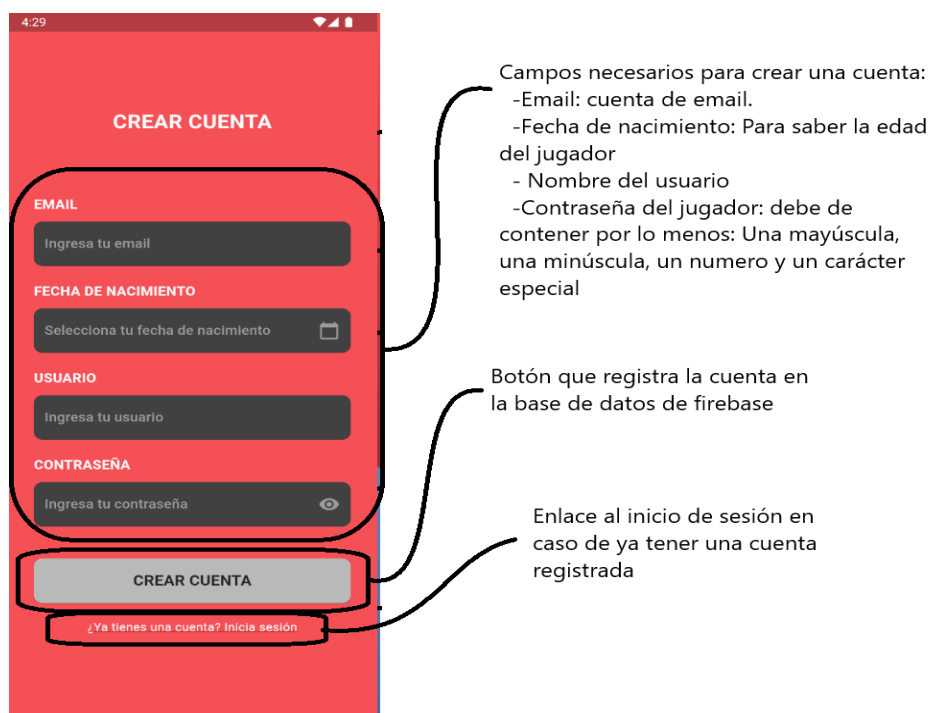 4:29
CREAR CUENTA
EMAIL
Ingresa tu email
FECHA DE NACIMIENTO
Selecciona tu fecha de nacimiento
USUARIO
Ingresa tu usuario
CONTRASEÑA
Ingresa tu contraseña
CREAR CUENTA
¿Ya tienes una cuenta? Inicia sesión
Campos necesarios para crear una cuenta:
-Email: cuenta de email.
-Fecha de nacimiento: Para saber la edad
del jugador
- Nombre del usuario
-Contraseña del jugador: debe de
contener por lo menos: Una mayúscula,
una minúscula, un numero y un carácter
especial
Botón que registra la cuenta en
la base de datos de firebase
Enlace al inicio de sesión en
caso de ya tener una cuenta
registrada